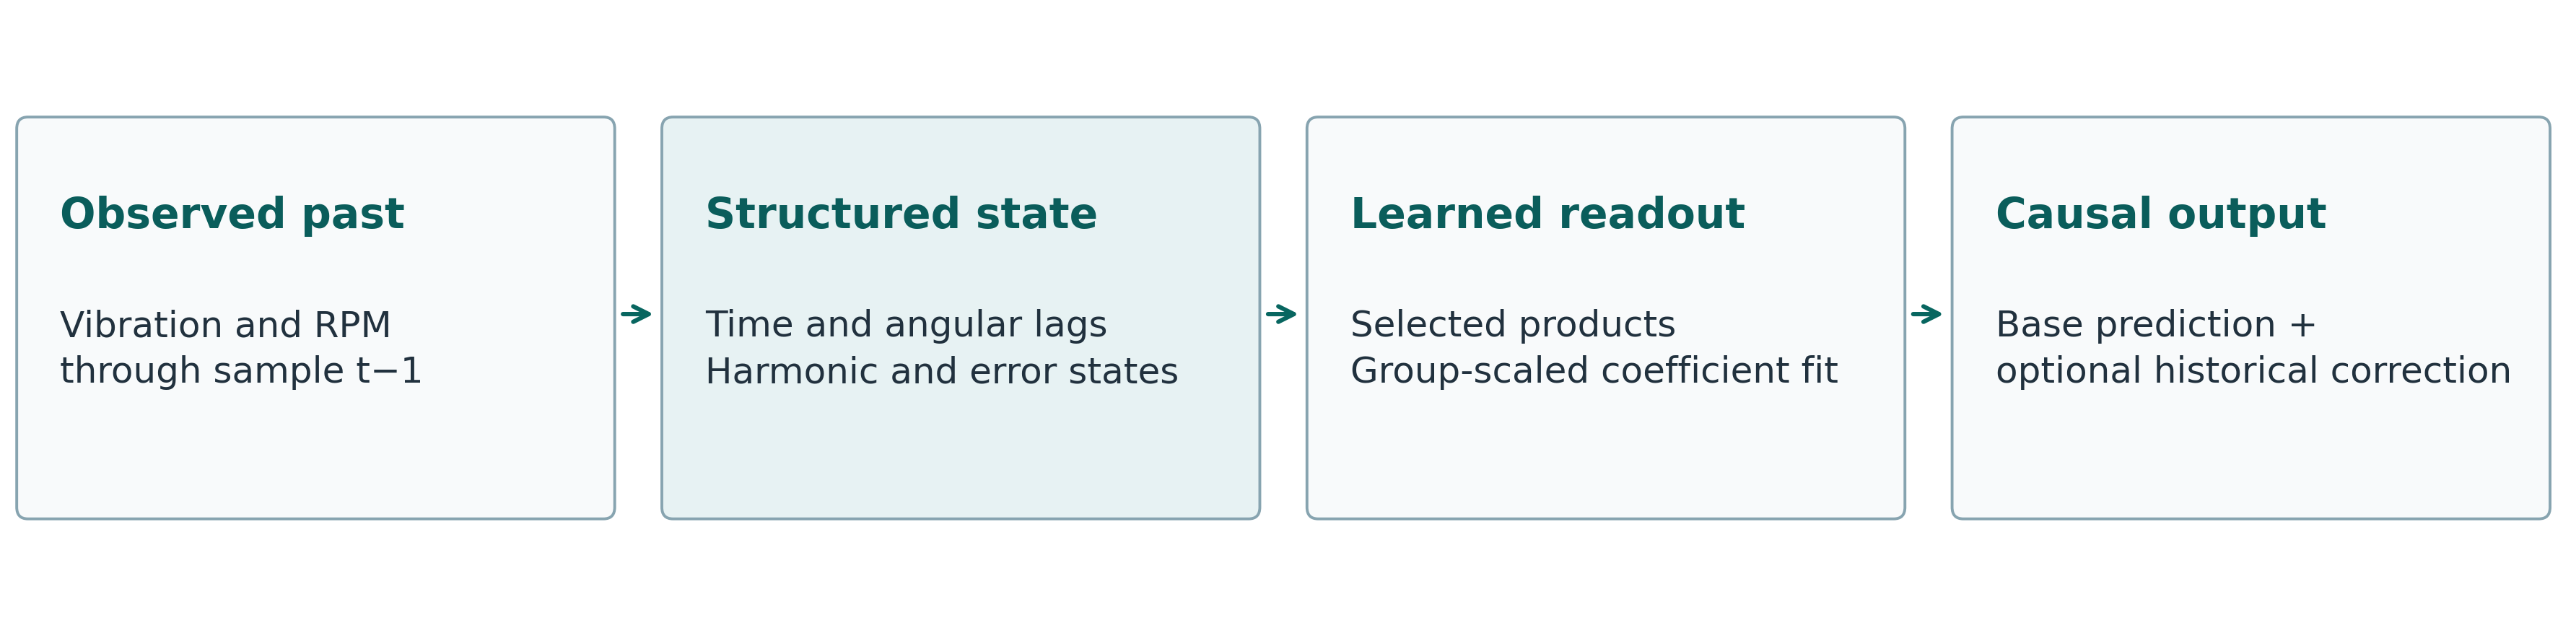 Observed past
Vibration and RPM
through sample t−1
Structured state
Time and angular lags
Harmonic and error states
Learned readout
Selected products
Group-scaled coefficient fit
Causal output
Base prediction +
optional historical correction